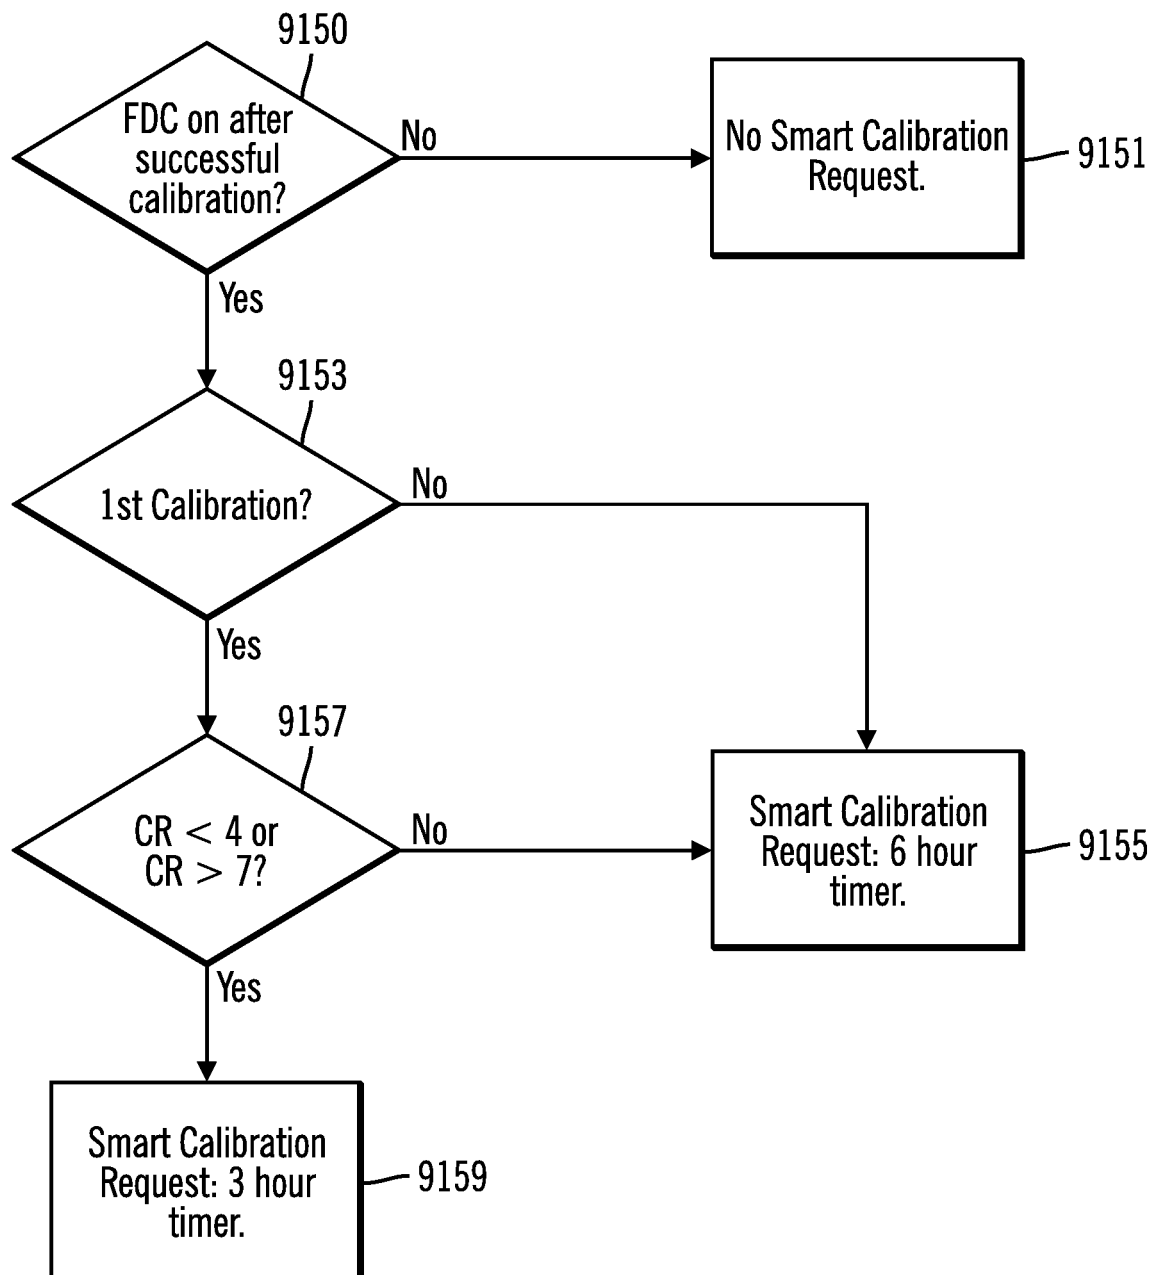 9150
FDC on after
successful
calibration?
No
No Smart Calibration
Request.
9151
Yes
9153
1st Calibration?
No
Yes
9157
CR < 4 or
CR > 7?
No
Smart Calibration
Request: 6 hour
timer.
9155
Yes
Smart Calibration
Request: 3 hour
timer.
9159